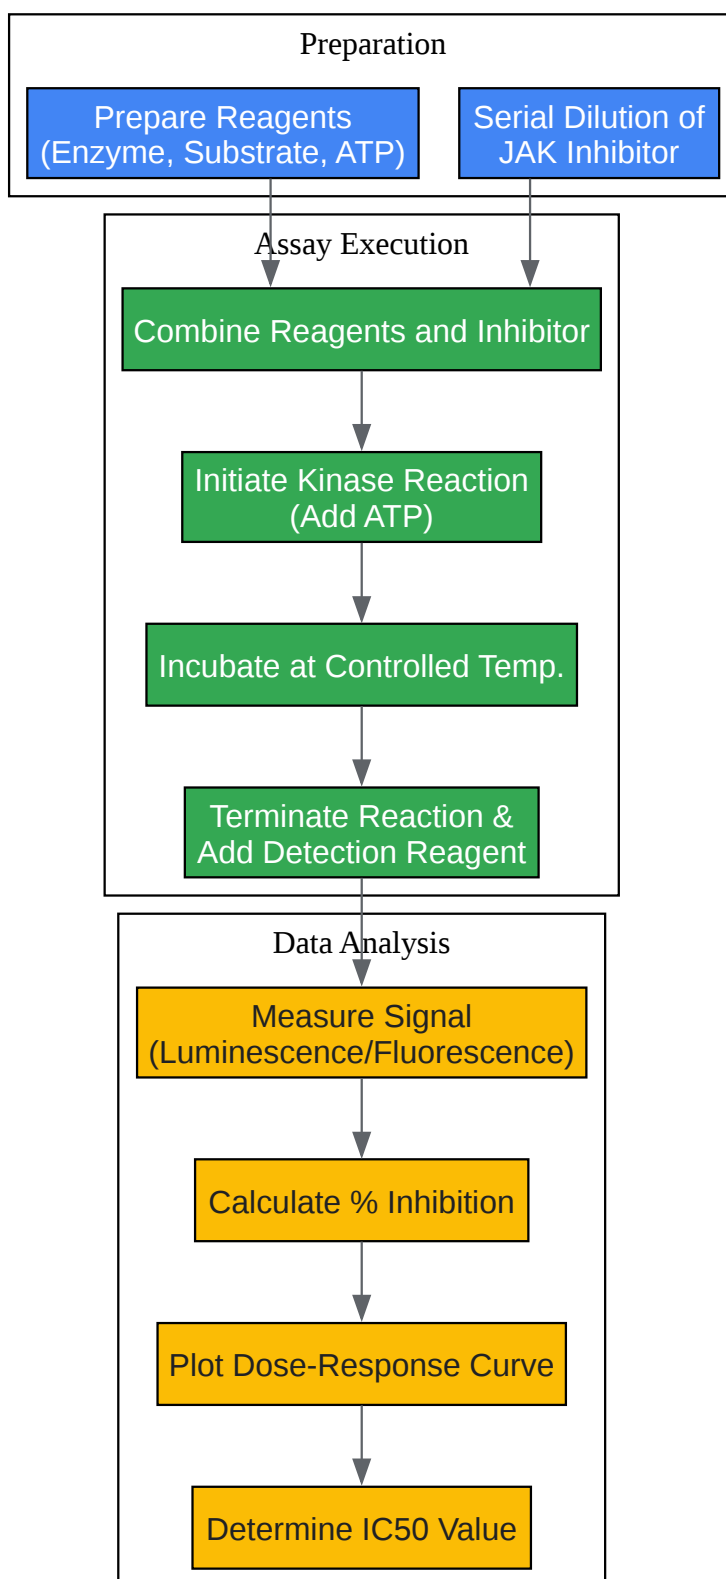 Preparation
Prepare Reagents
(Enzyme, Substrate, ATP)
Serial Dilution of
JAK Inhibitor
Assay Execution
Combine Reagents and Inhibitor
Initiate Kinase Reaction
(Add ATP)
Incubate at Controlled Temp.
Terminate Reaction &
Add Detection Reagent
Data Analysis
Measure Signal
(Luminescence/Fluorescence)
Calculate % Inhibition
Plot Dose-Response Curve
Determine IC50 Value